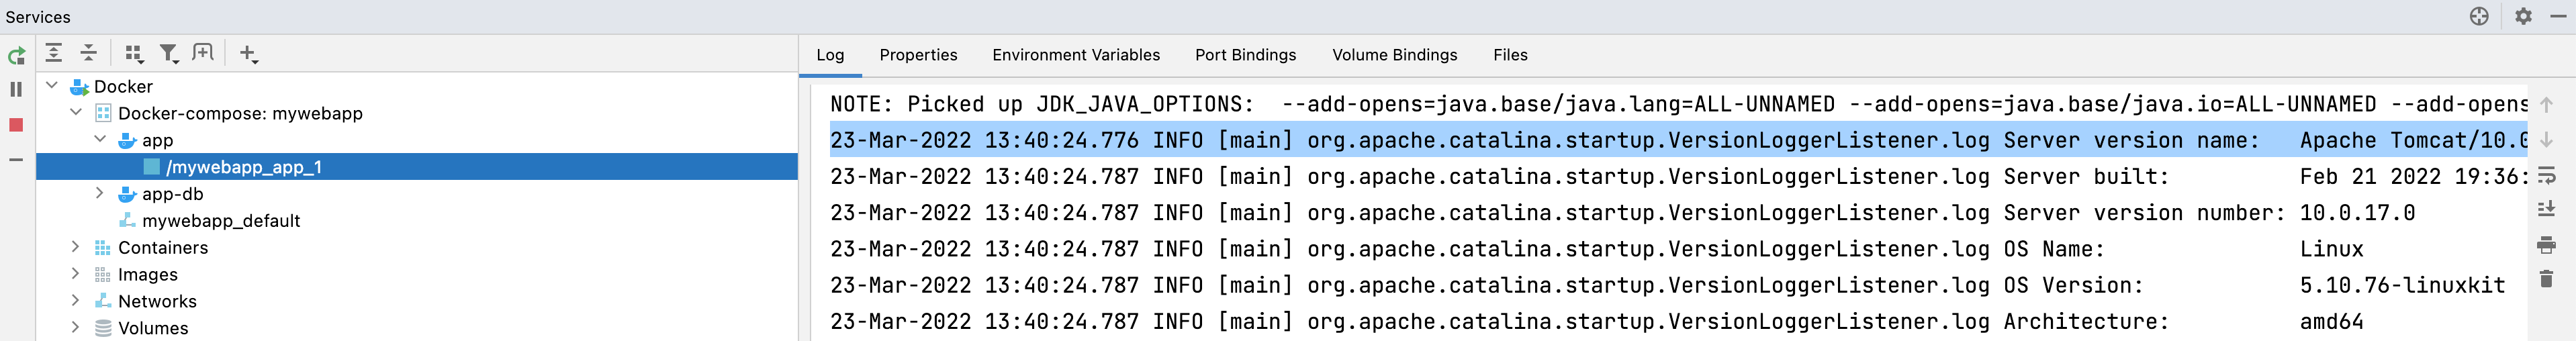 Services
Log Properties Environment Variables Port Bindings Volume Bindings Files
Docker
Docker-compose: mywebapp
app
/mywebapp_app_1
app-db
mywebapp_default
Containers
Images
Networks
Volumes
NOTE: Picked up JDK_JAVA_OPTIONS:  --add-opens=java.base/java.lang=ALL-UNNAMED --add-opens=java.base/java.io=ALL-UNNAMED --add-opens
23-Mar-2022 13:40:24.776 INFO [main] org.apache.catalina.startup.VersionLoggerListener.log Server version name:   Apache Tomcat/10.0
23-Mar-2022 13:40:24.787 INFO [main] org.apache.catalina.startup.VersionLoggerListener.log Server built:          Feb 21 2022 19:36:
23-Mar-2022 13:40:24.787 INFO [main] org.apache.catalina.startup.VersionLoggerListener.log Server version number: 10.0.17.0
23-Mar-2022 13:40:24.787 INFO [main] org.apache.catalina.startup.VersionLoggerListener.log OS Name:               Linux
23-Mar-2022 13:40:24.787 INFO [main] org.apache.catalina.startup.VersionLoggerListener.log OS Version:            5.10.76-linuxkit
23-Mar-2022 13:40:24.787 INFO [main] org.apache.catalina.startup.VersionLoggerListener.log Architecture:          amd64